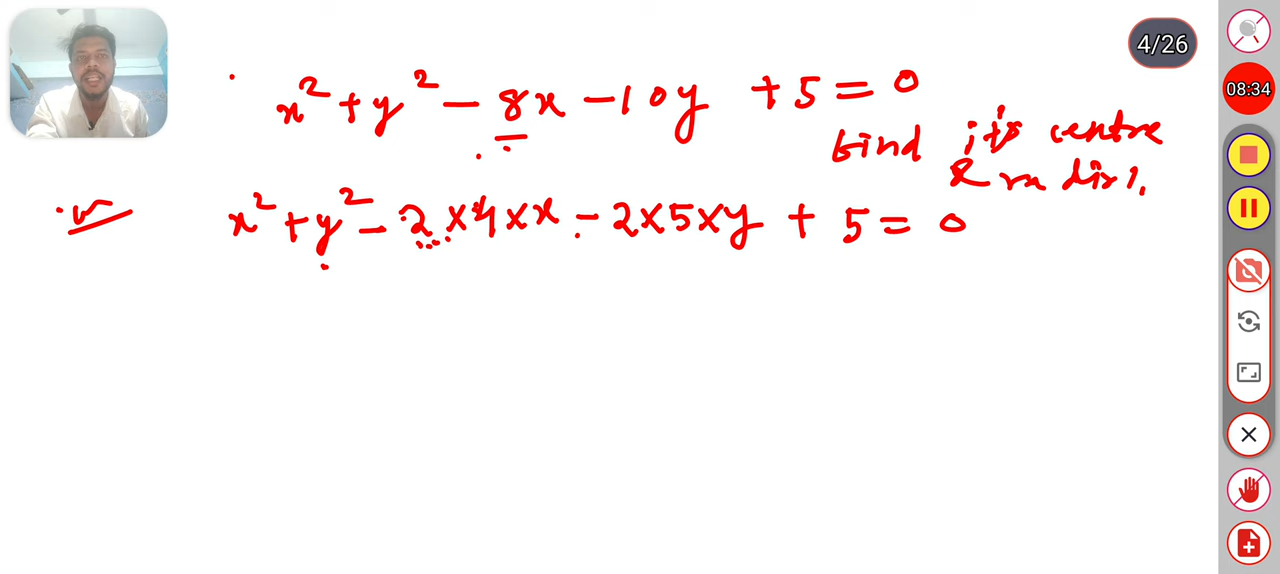 4/26
08:34
x² + y² - 8x - 10y + 5 = 0
find its centre
& radius.
x² + y² - 2×4×x - 2×5×y + 5 = 0